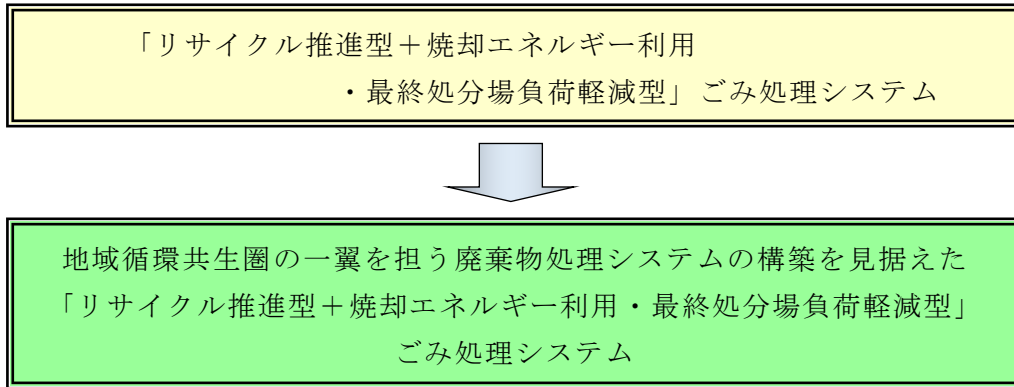 「リサイクル推進型＋焼却エネルギー利用
・最終処分場負荷軽減型」ごみ処理システム
地域循環共生圏の一翼を担う廃棄物処理システムの構築を見据えた
「リサイクル推進型＋焼却エネルギー利用・最終処分場負荷軽減型」
ごみ処理システム